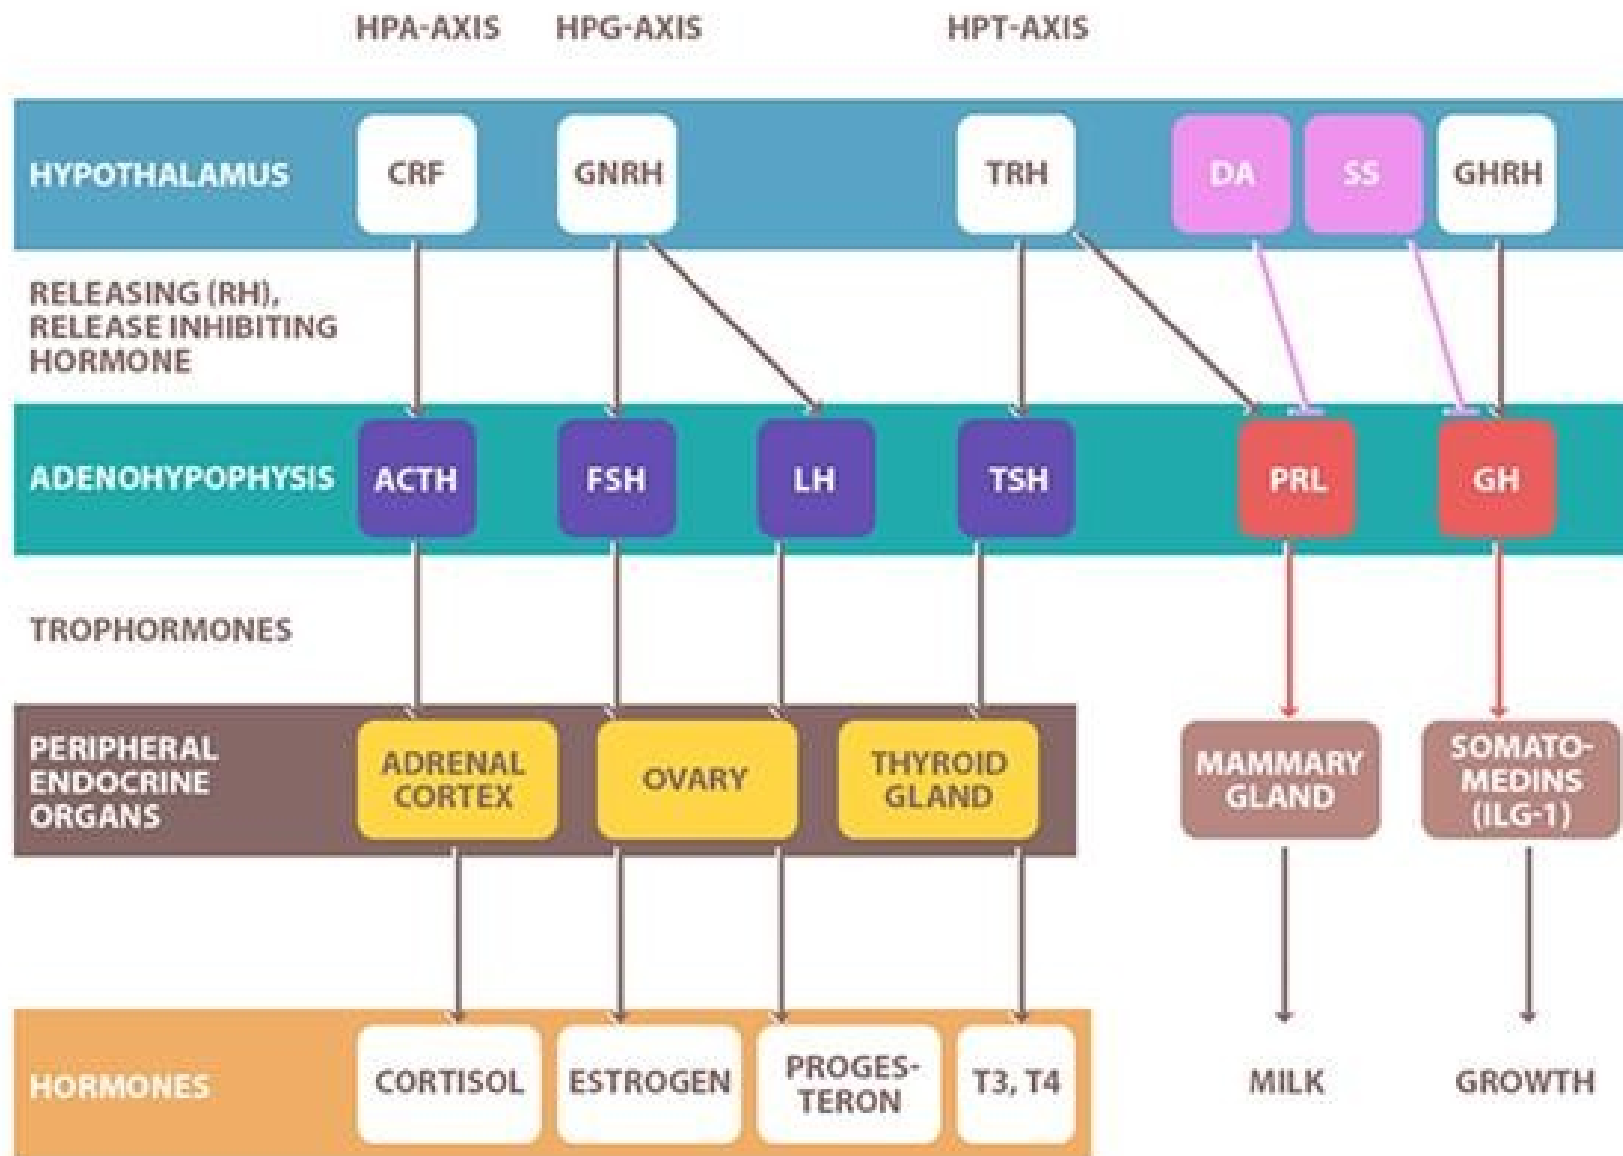 HPA-AXIS
HPG-AXIS
HPT-AXIS
HYPOTHALAMUS
CRF
GNRH
TRH
DA
SS
GHRH
RELEASING (RH),
RELEASE INHIBITING
HORMONE
ADENOHYPOPHYSIS
ACTH
FSH
LH
TSH
PRL
GH
TROPHORMONES
PERIPHERAL
ENDOCRINE
ORGANS
ADRENAL
CORTEX
OVARY
THYROID
GLAND
MAMMARY
GLAND
SOMATO-
MEDINS
(ILG-1)
HORMONES
CORTISOL
ESTROGEN
PROGES-
TERON
T3, T4
MILK
GROWTH